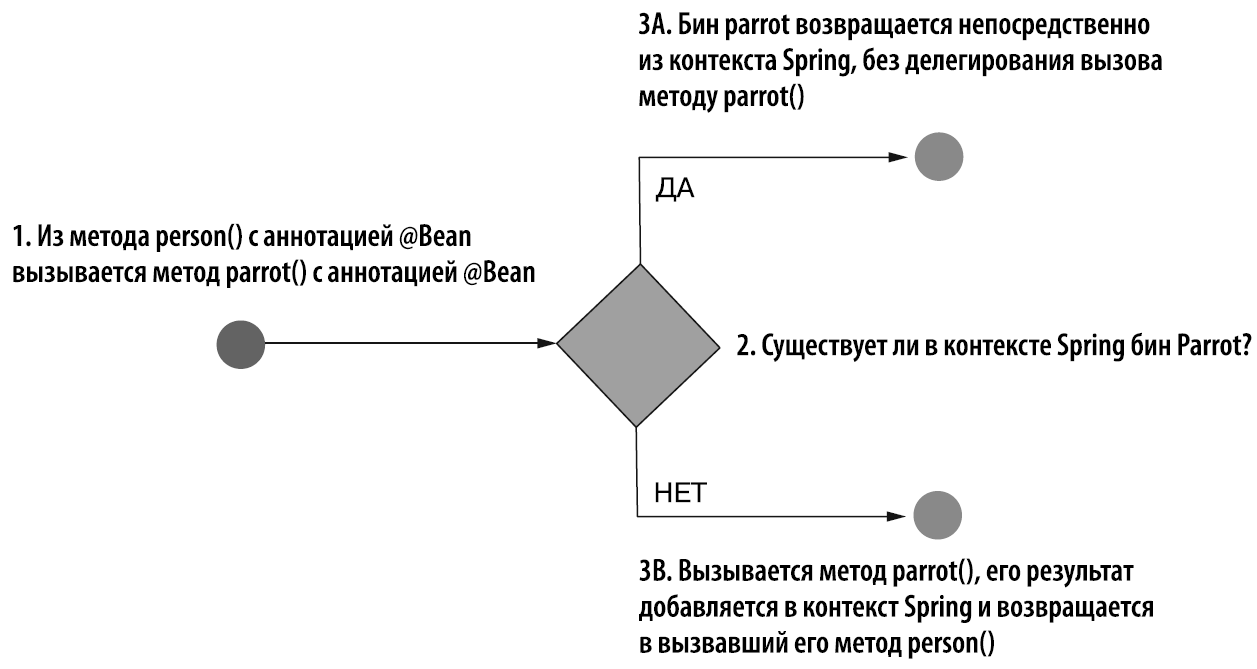 3А. Бин parrot возвращается непосредственно
из контекста Spring, без делегирования вызова
методу parrot()
ДА
1. Из метода person() с аннотацией @Bean
вызывается метод parrot() с аннотацией @Bean
2. Существует ли в контексте Spring бин Parrot?
НЕТ
3В. Вызывается метод parrot(), его результат
добавляется в контекст Spring и возвращается
в вызвавший его метод person()